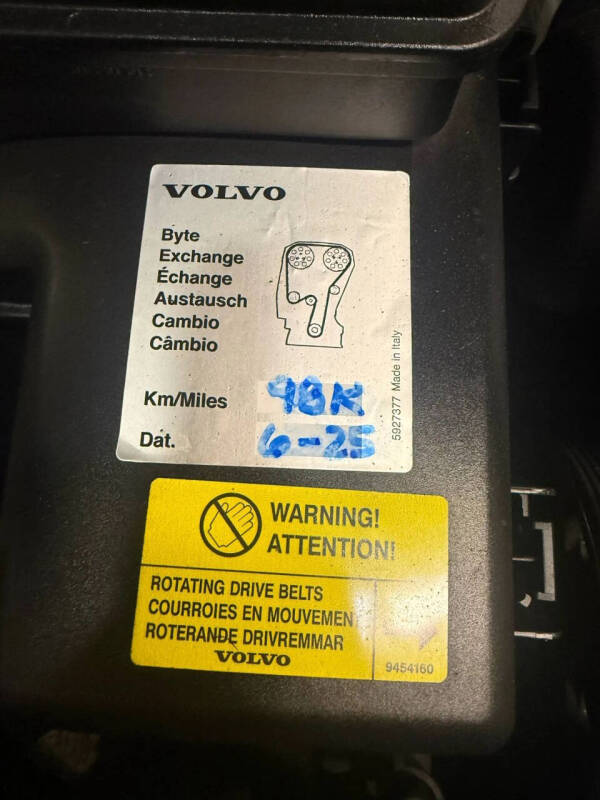 VOLVO
Byte
Exchange
Échange
Austausch
Cambio
Câmbio
Km/Miles 98K
Dat. 6-25
5927377 Made in Italy
WARNING!
ATTENTION!
ROTATING DRIVE BELTS
COURROIES EN MOUVEMEN
ROTERANDE DRIVREMMAR
VOLVO
9454160